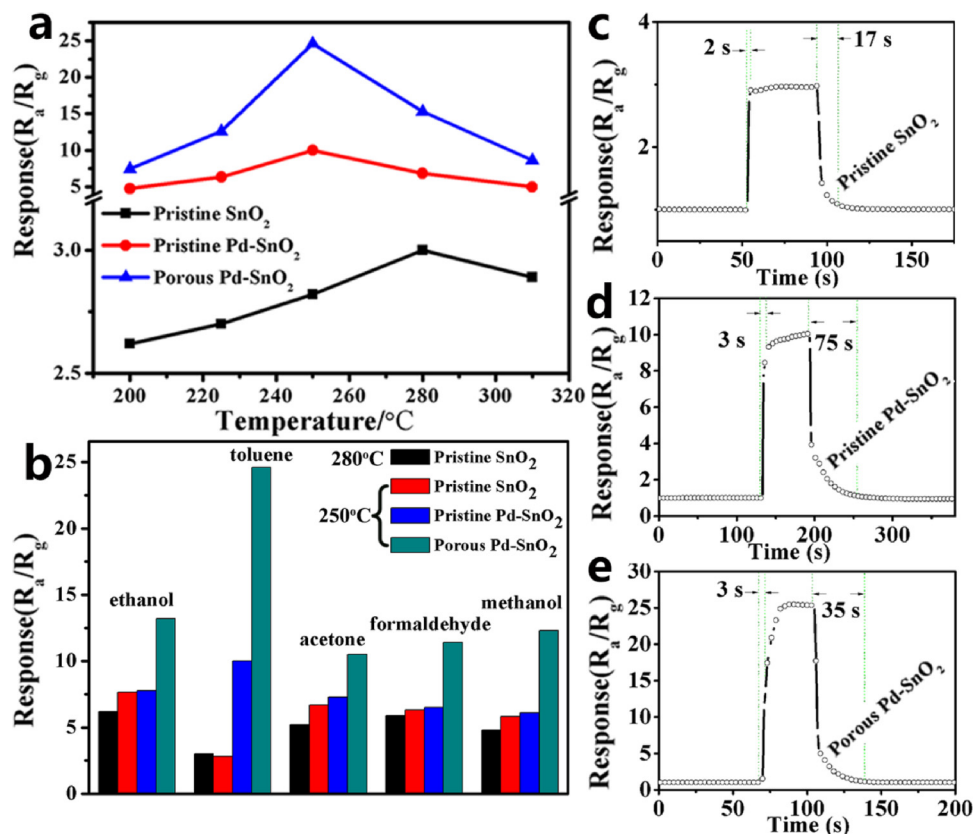 a
Response(Ra/Rg)
25
20
15
10
5
3.0
2.5
Pristine SnO2
Pristine Pd-SnO2
Porous Pd-SnO2
200 220 240 260 280 300 320
Temperature/°C
b
Response(Ra/Rg)
25
20
15
10
5
0
ethanol
toluene
acetone
formaldehyde
methanol
280°C Pristine SnO2
250°C
Pristine SnO2
Pristine Pd-SnO2
Porous Pd-SnO2
c
Response(Ra/Rg)
4
2
2 s
17 s
Pristine SnO2
0 50 100 150
Time (s)
d
Response(Ra/Rg)
12
10
8
6
4
2
0
3 s
75 s
Pristine Pd-SnO2
0 100 200 300
Time (s)
e
Response(Ra/Rg)
30
25
20
15
10
5
0
3 s
35 s
Porous Pd-SnO2
0 50 100 150 200
Time (s)